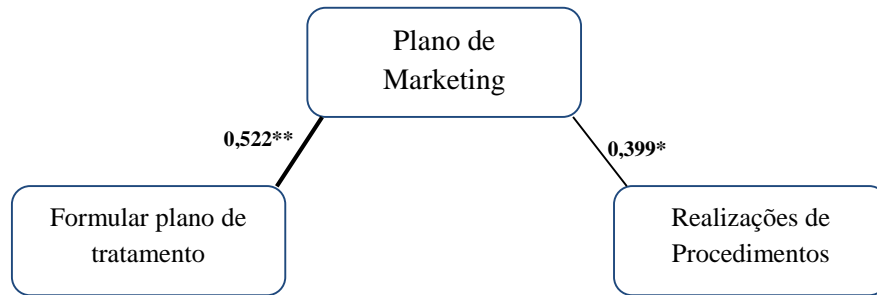 Plano de
Marketing
0,522**
0,399*
Formular plano de
tratamento
Realizações de
Procedimentos